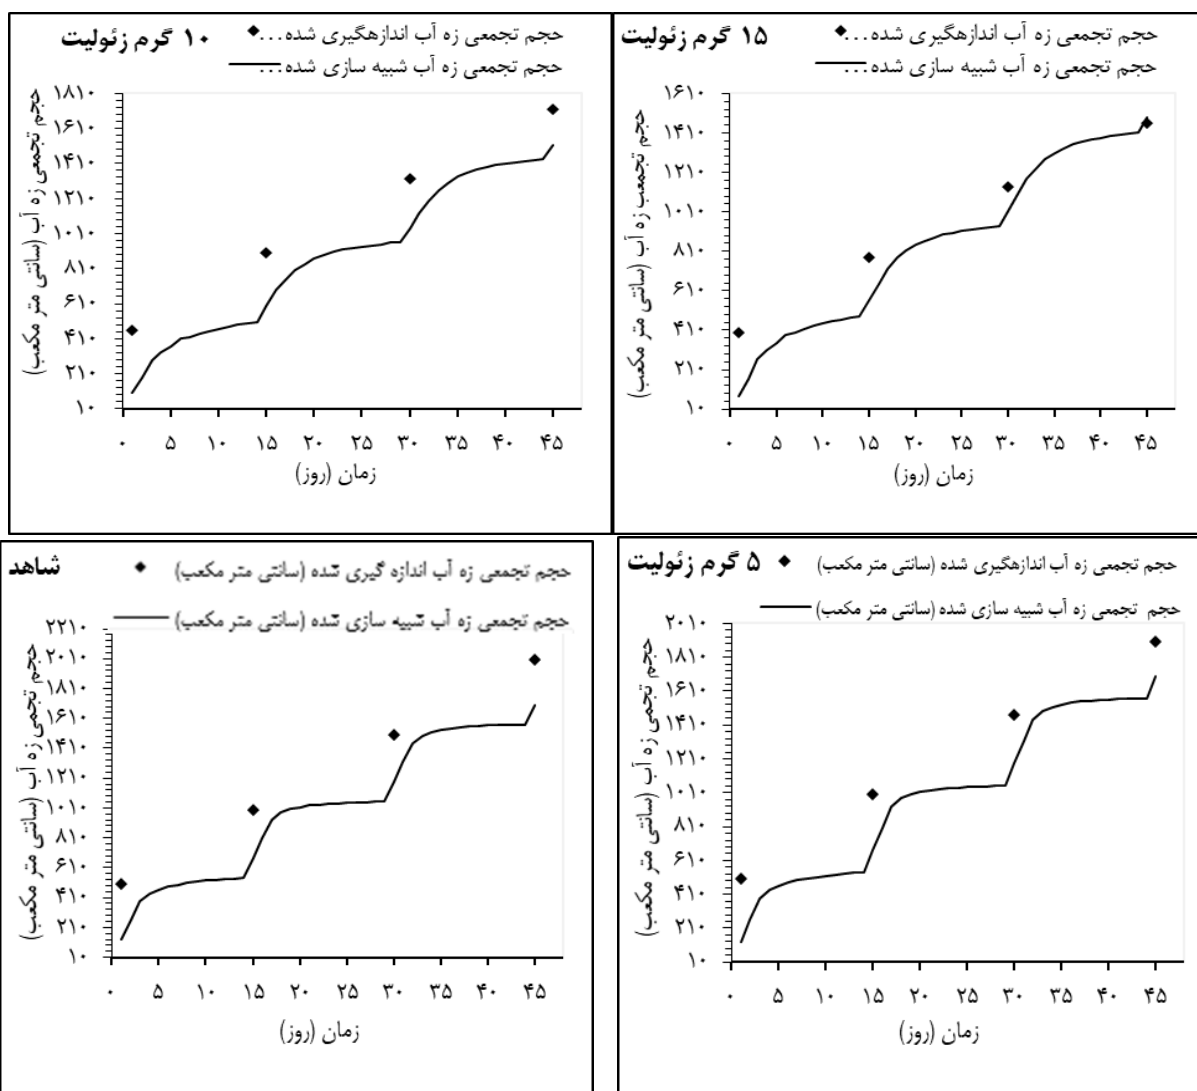 ۱۰ گرم زئولیت
حجم تجمعی زه آب اندازهگیری شده...
حجم تجمعی زه آب شبیه سازی شده...
حجم تجمعی زه آب (سانتی متر مکعب)
۱۸۱۰
۱۶۱۰
۱۴۱۰
۱۲۱۰
۱۰۱۰
۸۱۰
۶۱۰
۴۱۰
۲۱۰
۱۰
۰ ۵ ۱۰ ۱۵ ۲۰ ۲۵ ۳۰ ۳۵ ۴۰ ۴۵
زمان (روز)
۱۵ گرم زئولیت
حجم تجمعی زه آب اندازهگیری شده...
حجم تجمعی زه آب شبیه سازی شده...
حجم تجمعب زه آب (سانتی متر مکعب)
۱۶۱۰
۱۴۱۰
۱۲۱۰
۱۰۱۰
۸۱۰
۶۱۰
۴۱۰
۲۱۰
۱۰
۰ ۵ ۱۰ ۱۵ ۲۰ ۲۵ ۳۰ ۳۵ ۴۰ ۴۵
زمان (روز)
شاهد
حجم تجمعی زه آب اندازه گیری شده (سانتی متر مکعب)
حجم تجمعی زه آب شبیه سازی شده (سانتی متر مکعب)
حجم تجمی زه آب (سانتی متر مکعب)
۲۲۱۰
۲۰۱۰
۱۸۱۰
۱۶۱۰
۱۴۱۰
۱۲۱۰
۱۰۱۰
۸۱۰
۶۱۰
۴۱۰
۲۱۰
۱۰
۰ ۵ ۱۰ ۱۵ ۲۰ ۲۵ ۳۰ ۳۵ ۴۰ ۴۵
زمان (روز)
۵ گرم زئولیت
حجم تجمعی زه آب اندازهگیری شده (سانتی متر مکعب)
حجم تجمعی زه آب شبیه سازی شده (سانتی متر مکعب)
حجم تجمعی زه آب (سانتی متر مکعب)
۲۰۱۰
۱۸۱۰
۱۶۱۰
۱۴۱۰
۱۲۱۰
۱۰۱۰
۸۱۰
۶۱۰
۴۱۰
۲۱۰
۱۰
۰ ۵ ۱۰ ۱۵ ۲۰ ۲۵ ۳۰ ۳۵ ۴۰ ۴۵
زمان (روز)